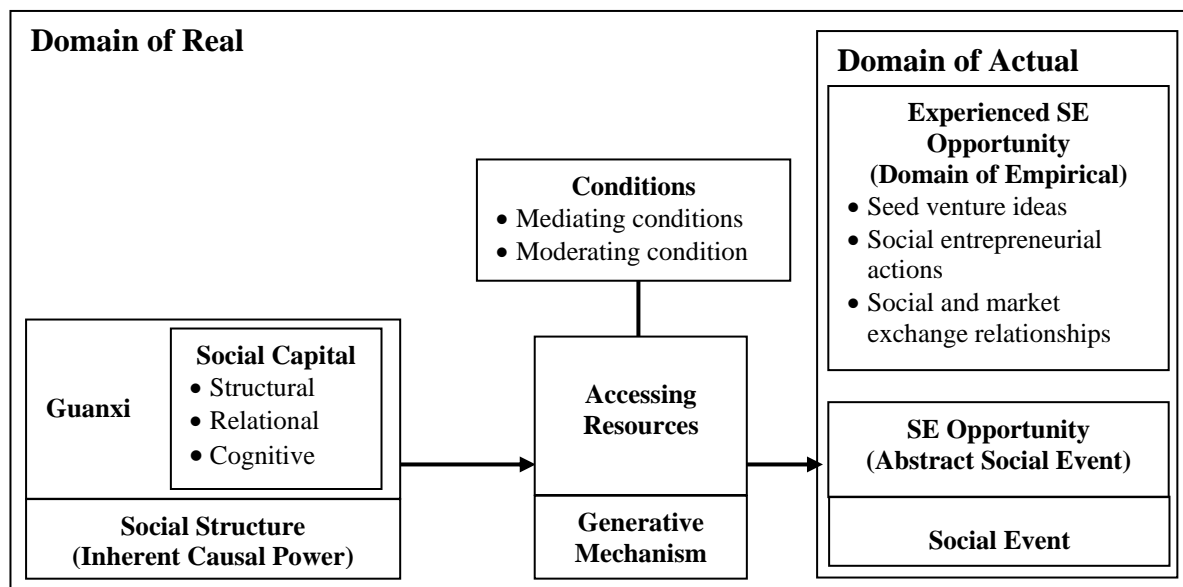 Domain of Real
Domain of Actual
Experienced SE
Opportunity
(Domain of Empirical)
• Seed venture ideas
• Social entrepreneurial
actions
• Social and market
exchange relationships
Conditions
• Mediating conditions
• Moderating condition
Guanxi
Social Capital
• Structural
• Relational
• Cognitive
Social Structure
(Inherent Causal Power)
Accessing
Resources
Generative
Mechanism
SE Opportunity
(Abstract Social Event)
Social Event